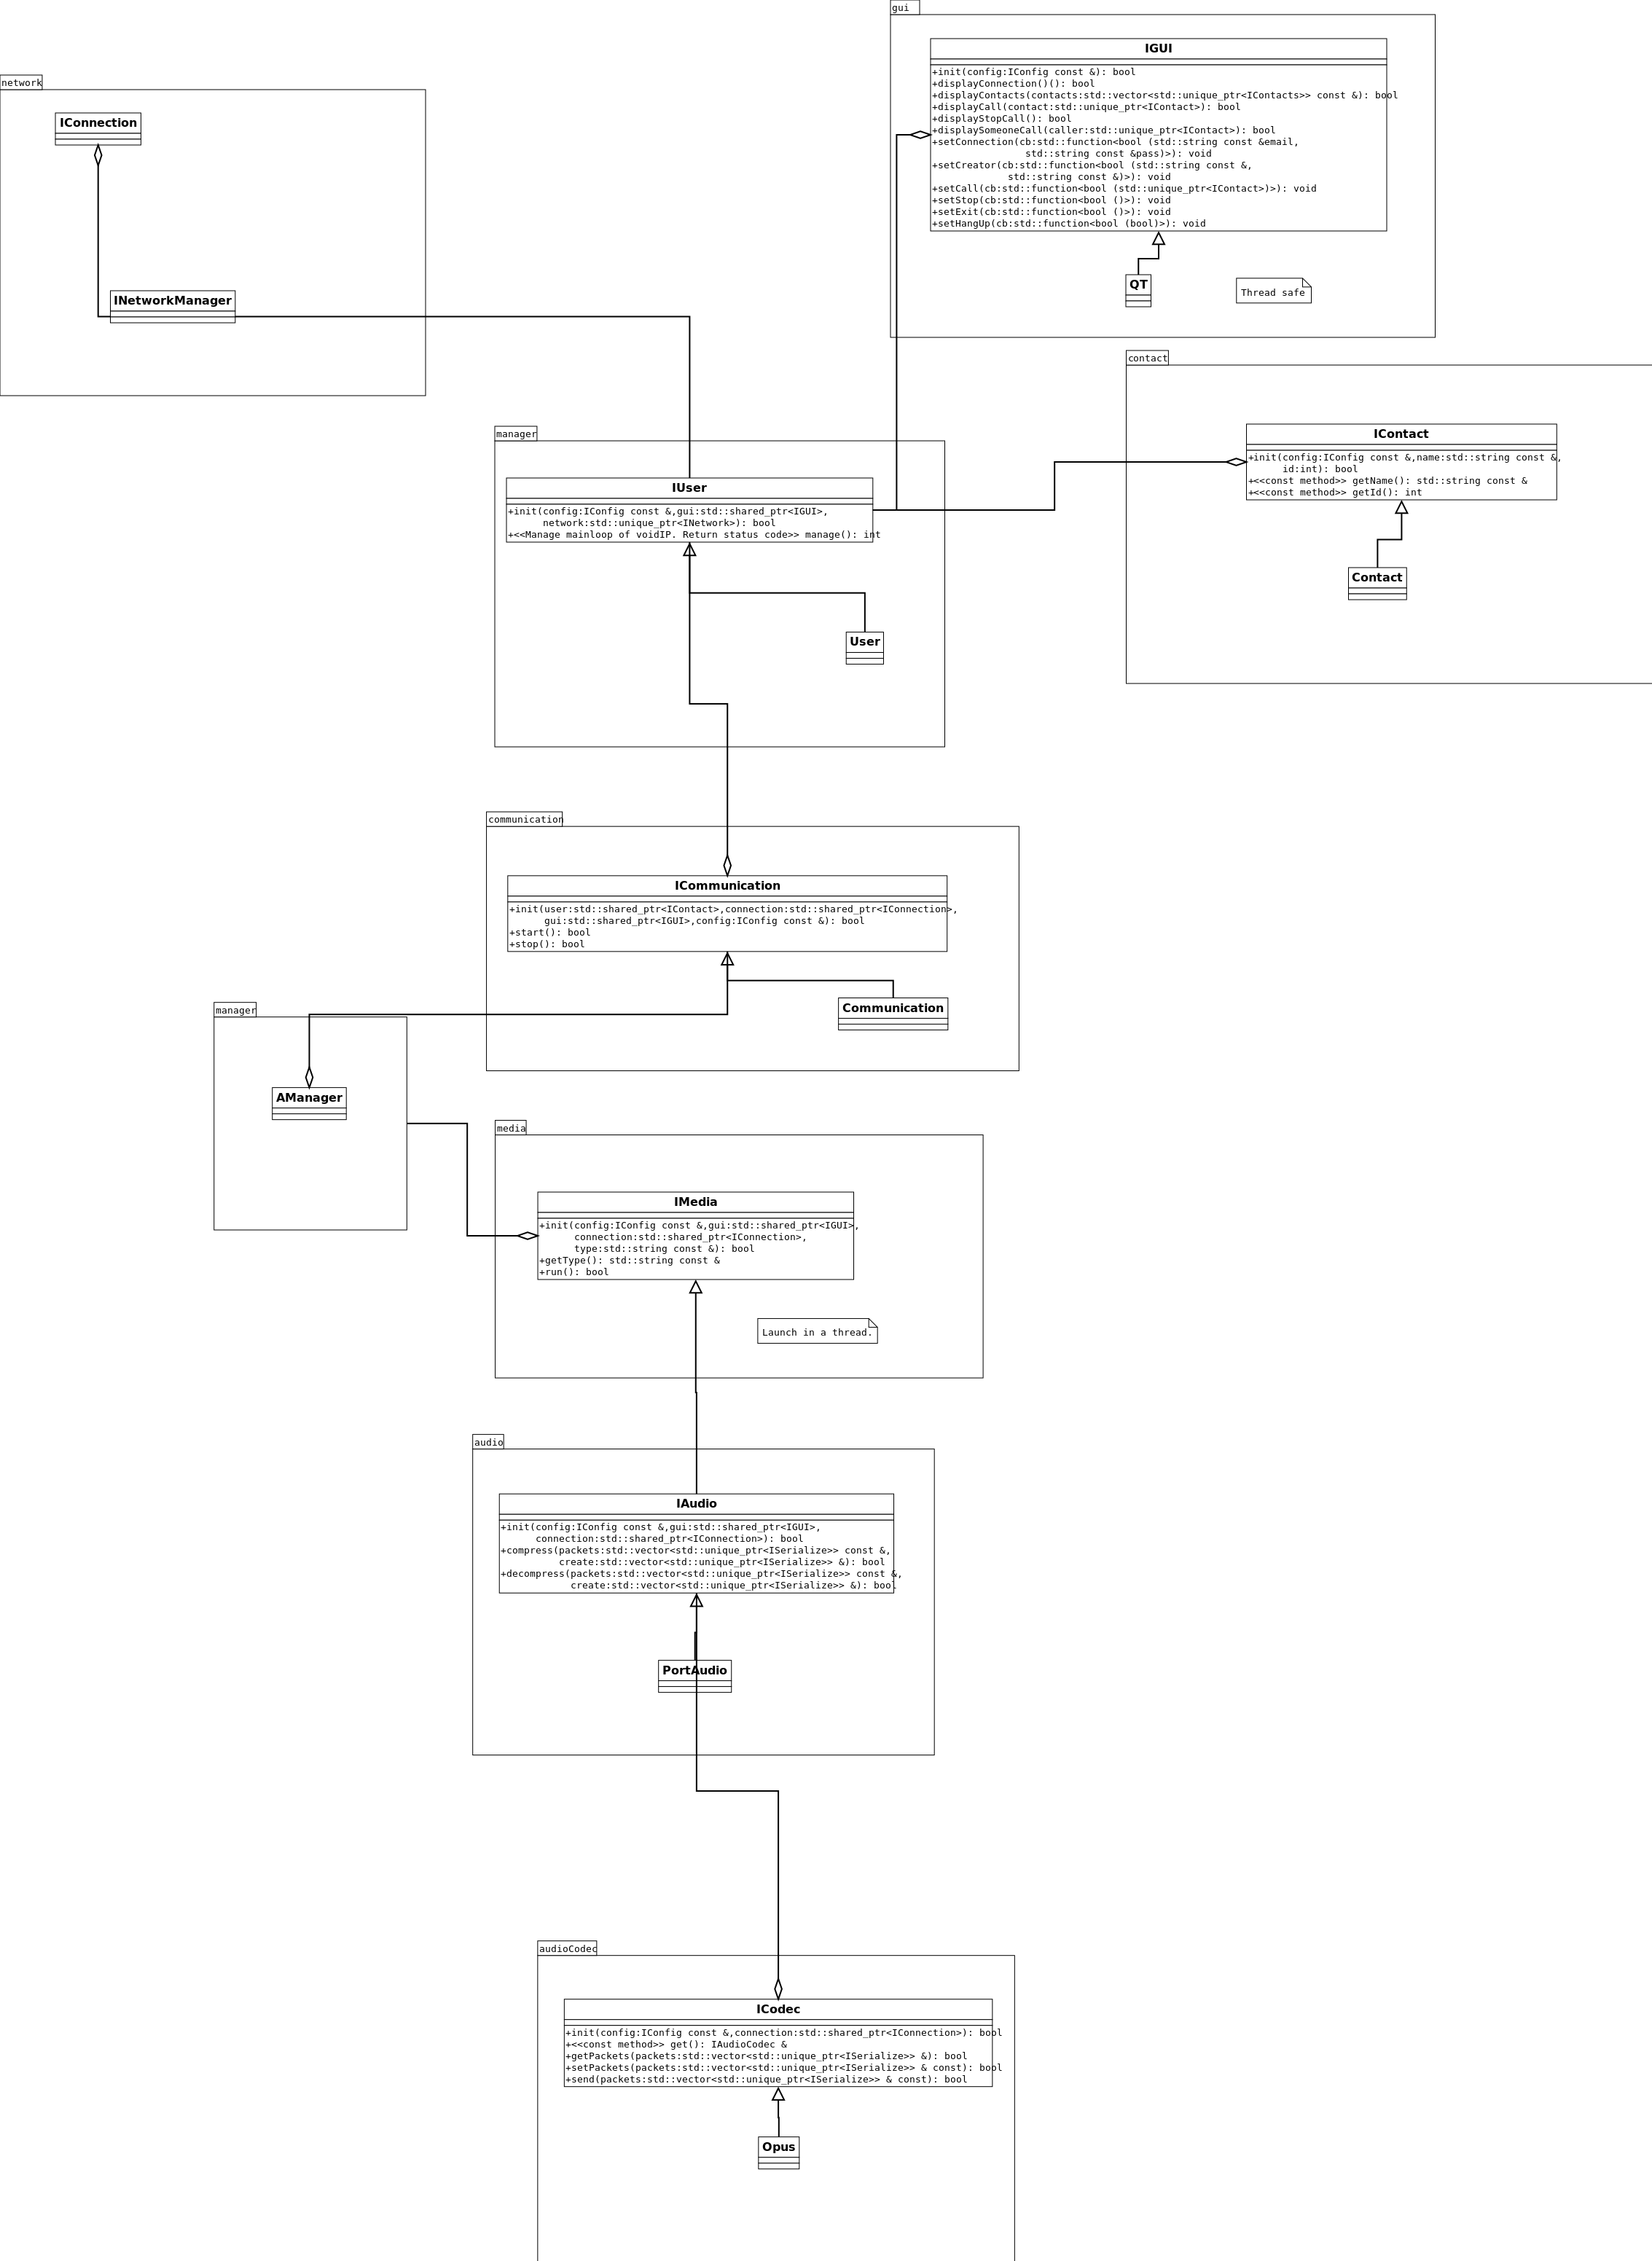 gui
IGUI
+init(config:IConfig const &): bool
+displayConnection()(): bool
+displayContacts(contacts:std::vector<std::unique_ptr<IContacts>> const &): bool
+displayCall(contact:std::unique_ptr<IContact>): bool
+displayStopCall(): bool
+displaySomeoneCall(caller:std::unique_ptr<IContact>): bool
+setConnection(cb:std::function<bool (std::string const &email,
std::string const &pass)>): void
+setCreator(cb:std::function<bool (std::string const &,
std::string const &)>): void
+setCall(cb:std::function<bool (std::unique_ptr<IContact>)>): void
+setStop(cb:std::function<bool ()>): void
+setExit(cb:std::function<bool ()>): void
+setHangUp(cb:std::function<bool (bool)>): void
QT
Thread safe
network
IConnection
INetworkManager
contact
IContact
+init(config:IConfig const &,name:std::string const &,
id:int): bool
+<<const method>> getName(): std::string const &
+<<const method>> getId(): int
Contact
manager
IUser
+init(config:IConfig const &,gui:std::shared_ptr<IGUI>,
network:std::unique_ptr<INetwork>): bool
+<<Manage mainloop of voidIP. Return status code>> manage(): int
User
communication
ICommunication
+init(user:std::shared_ptr<IContact>,connection:std::shared_ptr<IConnection>,
gui:std::shared_ptr<IGUI>,config:IConfig const &): bool
+start(): bool
+stop(): bool
Communication
manager
AManager
media
IMedia
+init(config:IConfig const &,gui:std::shared_ptr<IGUI>,
connection:std::shared_ptr<IConnection>,
type:std::string const &): bool
+getType(): std::string const &
+run(): bool
Launch in a thread.
audio
IAudio
+init(config:IConfig const &,gui:std::shared_ptr<IGUI>,
connection:std::shared_ptr<IConnection>): bool
+compress(packets:std::vector<std::unique_ptr<ISerialize>> const &,
create:std::vector<std::unique_ptr<ISerialize>> &): bool
+decompress(packets:std::vector<std::unique_ptr<ISerialize>> const &,
create:std::vector<std::unique_ptr<ISerialize>> &): bool
PortAudio
audioCodec
ICodec
+init(config:IConfig const &,connection:std::shared_ptr<IConnection>): bool
+<<const method>> get(): IAudioCodec &
+getPackets(packets:std::vector<std::unique_ptr<ISerialize>> &): bool
+setPackets(packets:std::vector<std::unique_ptr<ISerialize>> & const): bool
+send(packets:std::vector<std::unique_ptr<ISerialize>> & const): bool
Opus